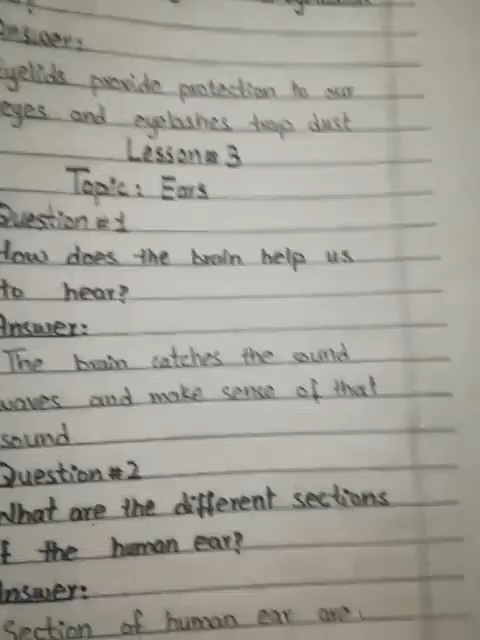 Answer:
Eyelids provide protection to our
eyes and eyelashes trap dust
Lesson# 3
Topic: Ears
Question#1
How does the brain help us
to hear?
Answer:
The brain catches the sound
waves and make sense of that
sound
Question#2
What are the different sections
of the human ear?
Answer:
Section of human ear are: